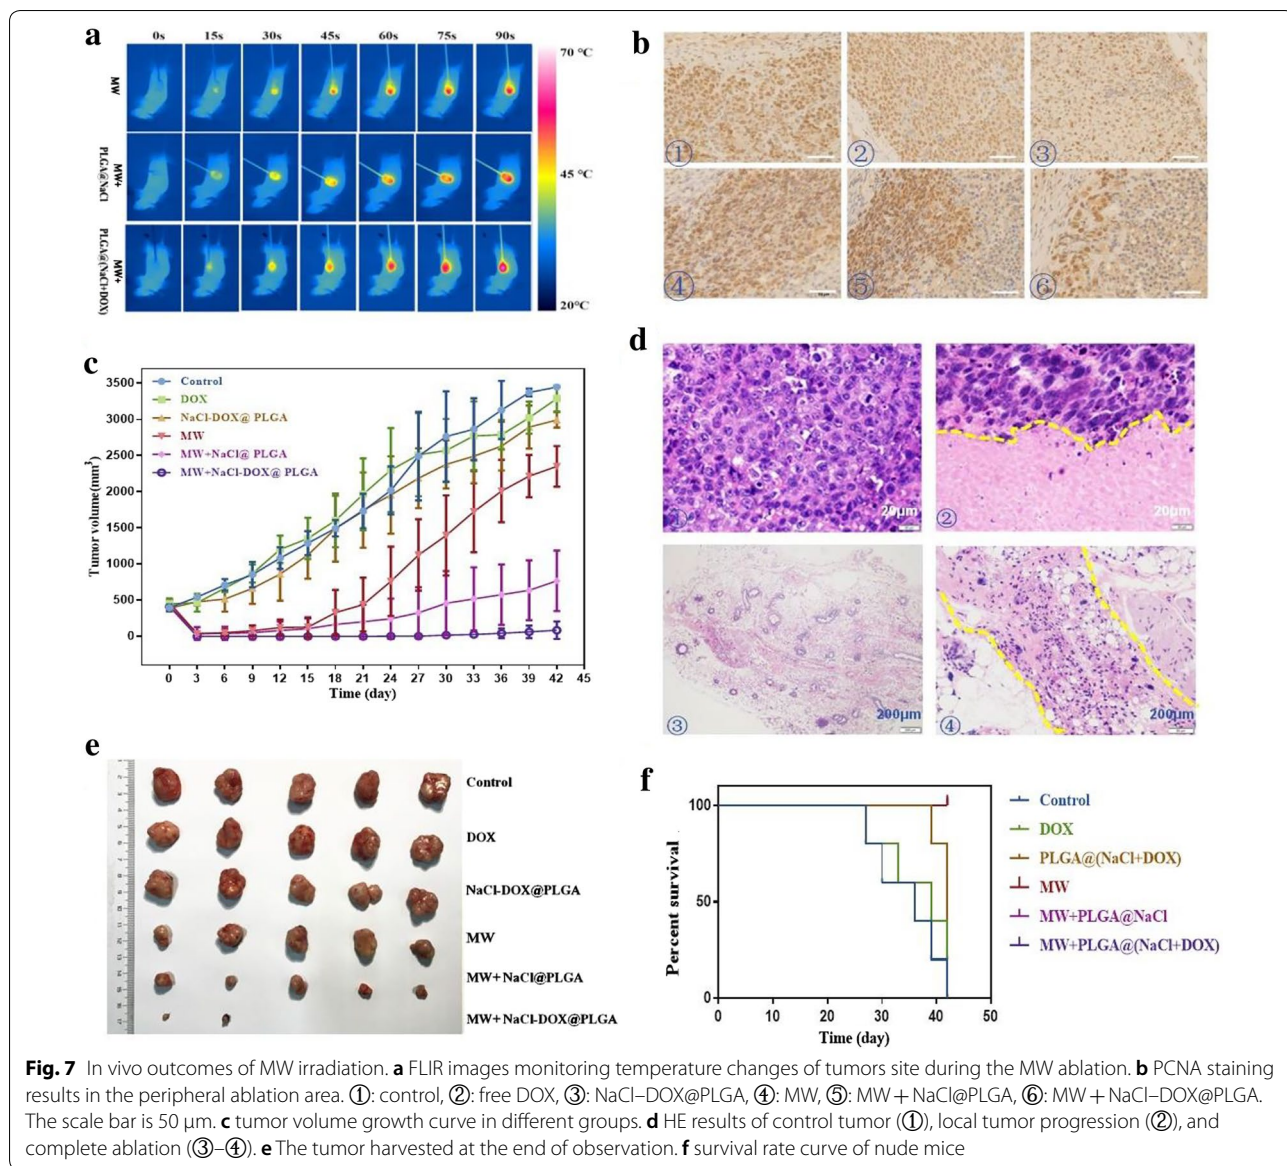 a
0s 15s 30s 45s 60s 75s 90s
MW
MW+
PLGA@NaCl
MW+
PLGA@(NaCl+DOX)
70 °C
45 °C
20°C
b
① ② ③
④ ⑤ ⑥
c
Tumor volume(mm³)
3500
3000
2500
2000
1500
1000
500
0
Control
DOX
NaCl-DOX@ PLGA
MW
MW+NaCl@ PLGA
MW+NaCl-DOX@ PLGA
0 3 6 9 12 15 18 21 24 27 30 33 36 39 42 45
Time (day)
d
① 20μm
② 20μm
③ 200μm
④ 200μm
e
Control
DOX
NaCl-DOX@PLGA
MW
MW+NaCl@PLGA
MW+NaCl-DOX@PLGA
f
Percent survival
100
50
0
0 10 20 30 40 50
Time (day)
Control
DOX
PLGA@(NaCl+DOX)
MW
MW+PLGA@NaCl
MW+PLGA@(NaCl+DOX)
Fig. 7 In vivo outcomes of MW irradiation. a FLIR images monitoring temperature changes of tumors site during the MW ablation. b PCNA staining
results in the peripheral ablation area. ①: control, ②: free DOX, ③: NaCl–DOX@PLGA, ④: MW, ⑤: MW + NaCl@PLGA, ⑥: MW + NaCl–DOX@PLGA.
The scale bar is 50 μm. c tumor volume growth curve in different groups. d HE results of control tumor (①), local tumor progression (②), and
complete ablation (③–④). e The tumor harvested at the end of observation. f survival rate curve of nude mice